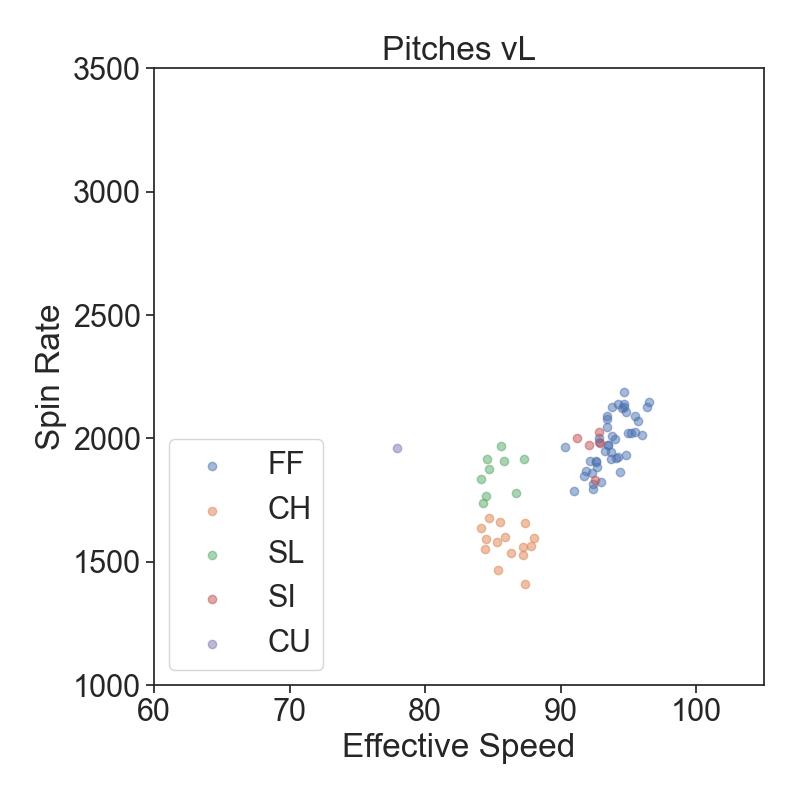 Pitches vL
3500
3000
2500
2000
1500
1000
Spin Rate
FF
CH
SL
SI
CU
60 70 80 90 100
Effective Speed